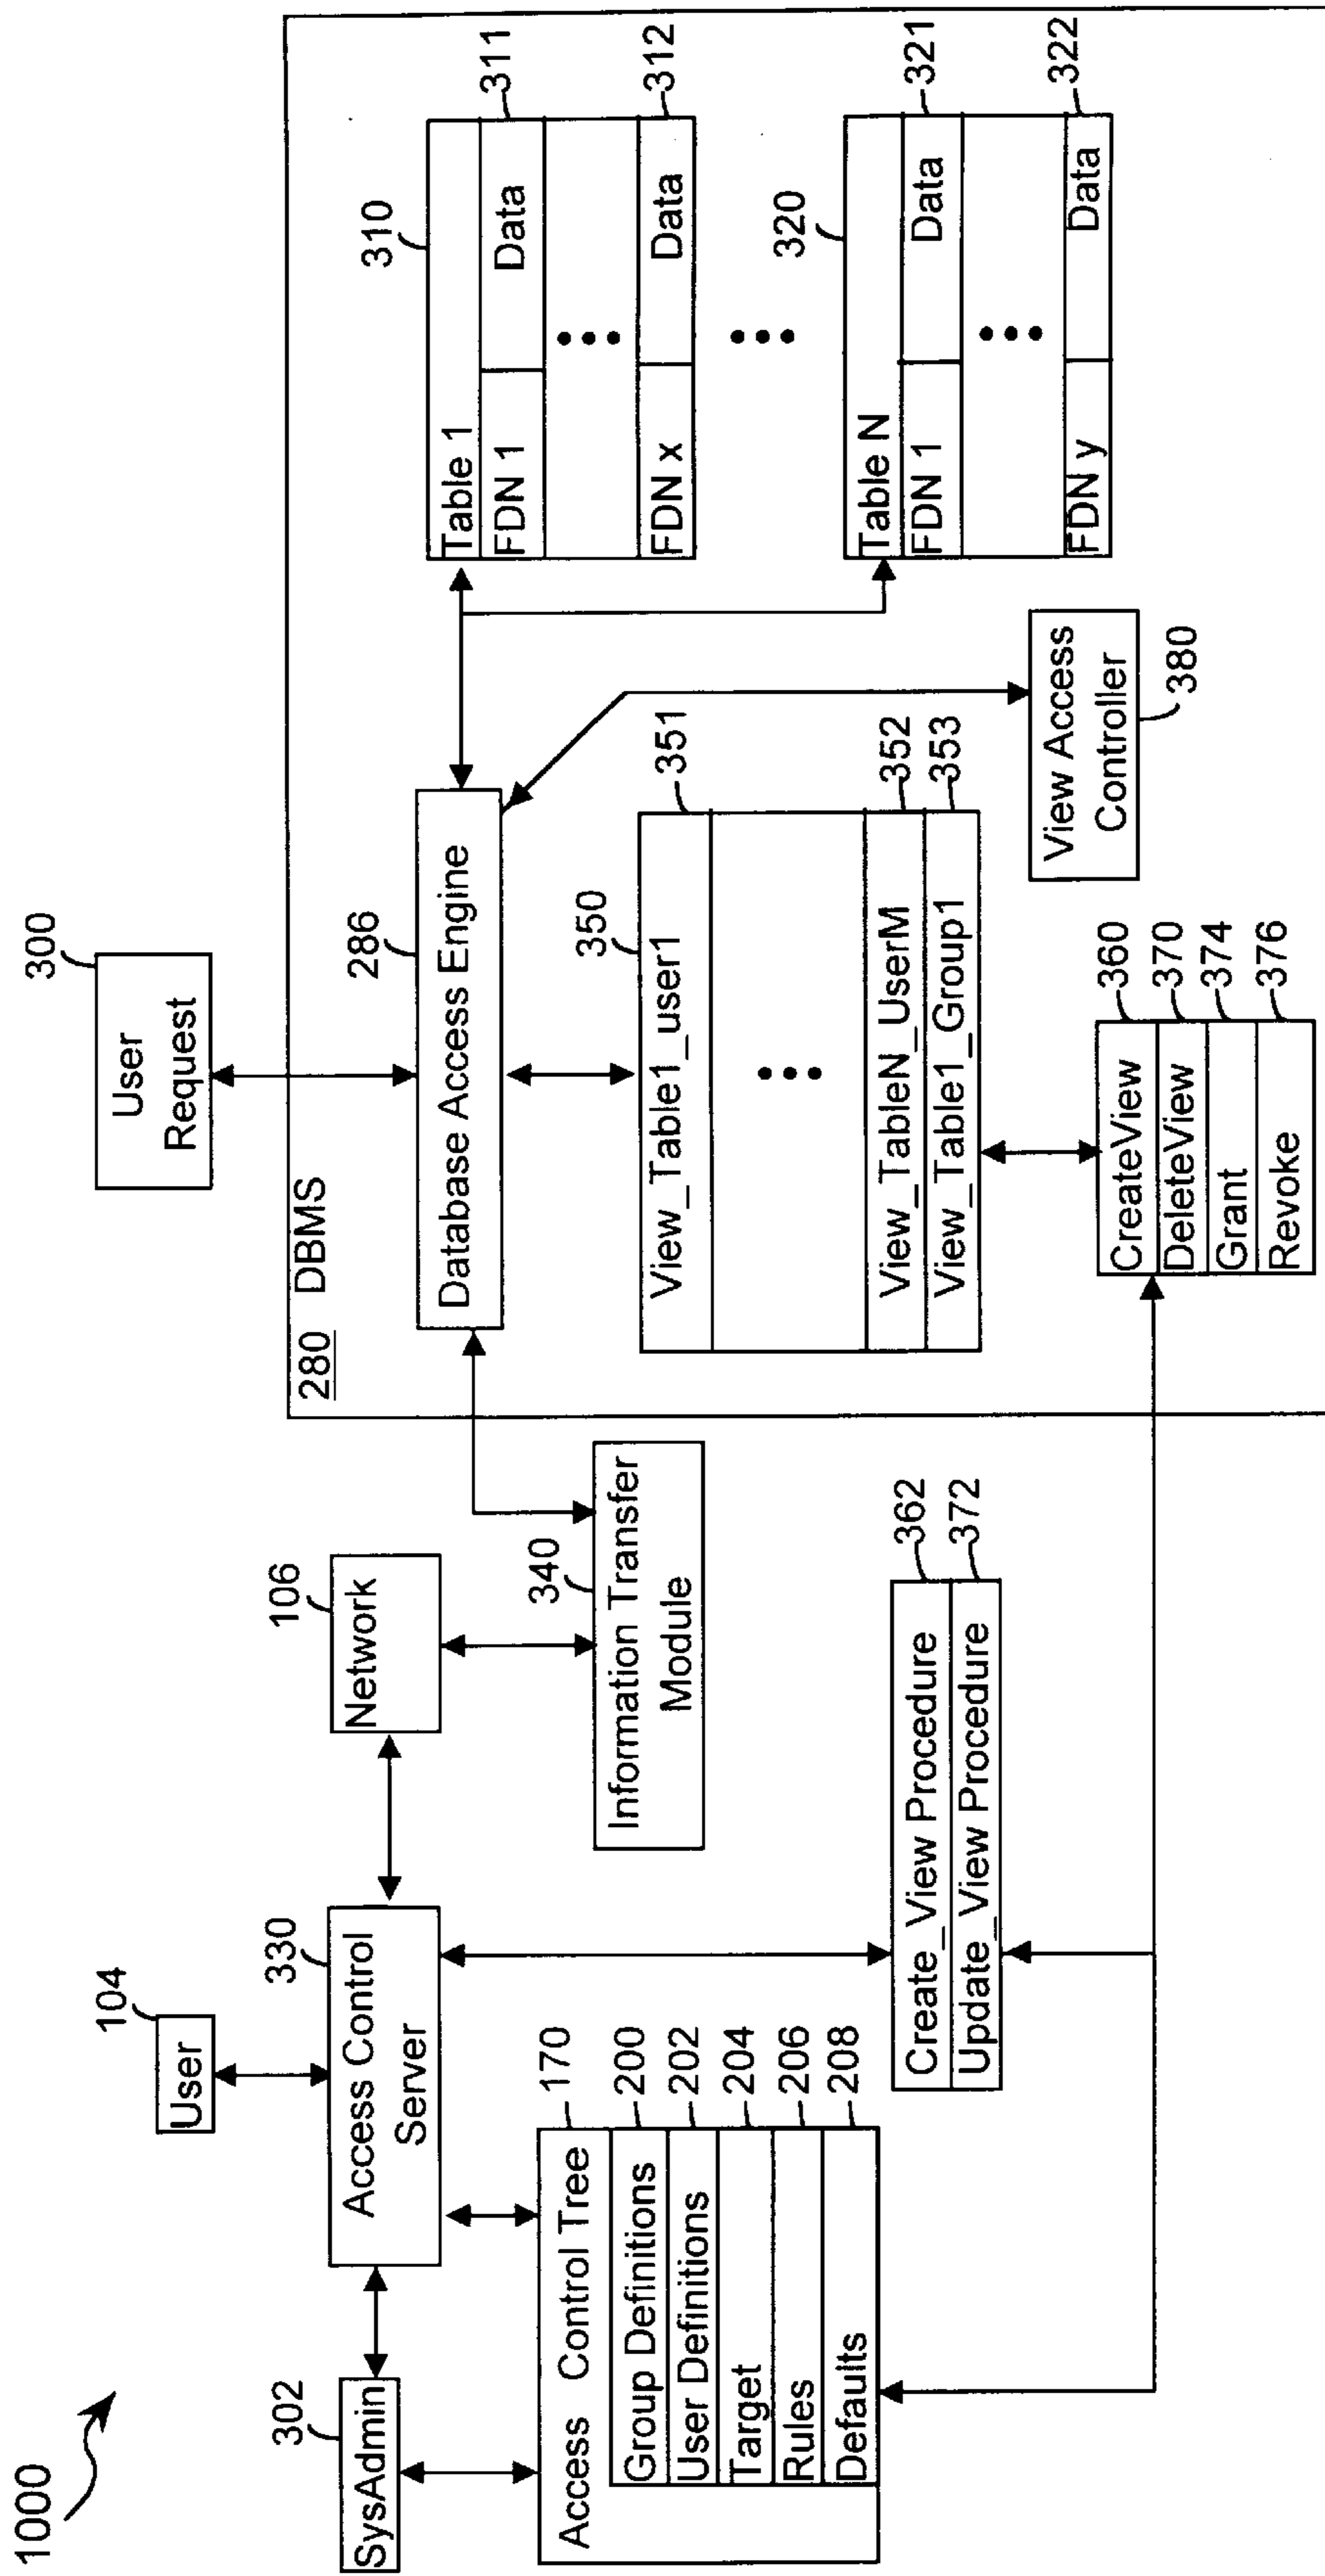 1000
104
User
300
User
Request
302
SysAdmin
330
Access Control
Server
106
Network
280 DBMS
286
Database Access Engine
310
Table 1
FDN 1 Data 311
FDN x Data 312
320
Table N
FDN 1 Data 321
FDN y Data 322
340
Information Transfer
Module
350
View_Table1_user1 351
View_TableN_UserM 352
View_Table1_Group1 353
View Access
Controller
380
Access Control Tree 170
Group Definitions 200
User Definitions 202
Target 204
Rules 206
Defaults 208
Create_View Procedure 362
Update_View Procedure 372
CreateView 360
DeleteView 370
Grant 374
Revoke 376